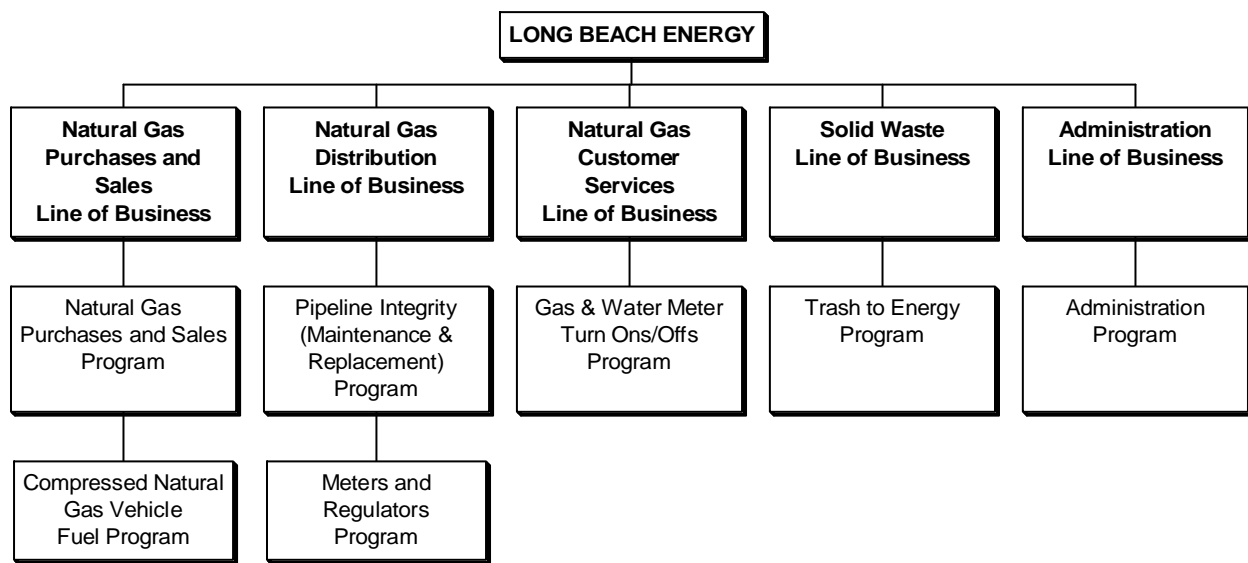 LONG BEACH ENERGY
Natural Gas
Purchases and
Sales
Line of Business
Natural Gas
Distribution
Line of Business
Natural Gas
Customer
Services
Line of Business
Solid Waste
Line of Business
Administration
Line of Business
Natural Gas
Purchases and Sales
Program
Pipeline Integrity
(Maintenance &
Replacement)
Program
Gas & Water Meter
Turn Ons/Offs
Program
Trash to Energy
Program
Administration
Program
Compressed Natural
Gas Vehicle
Fuel Program
Meters and
Regulators
Program